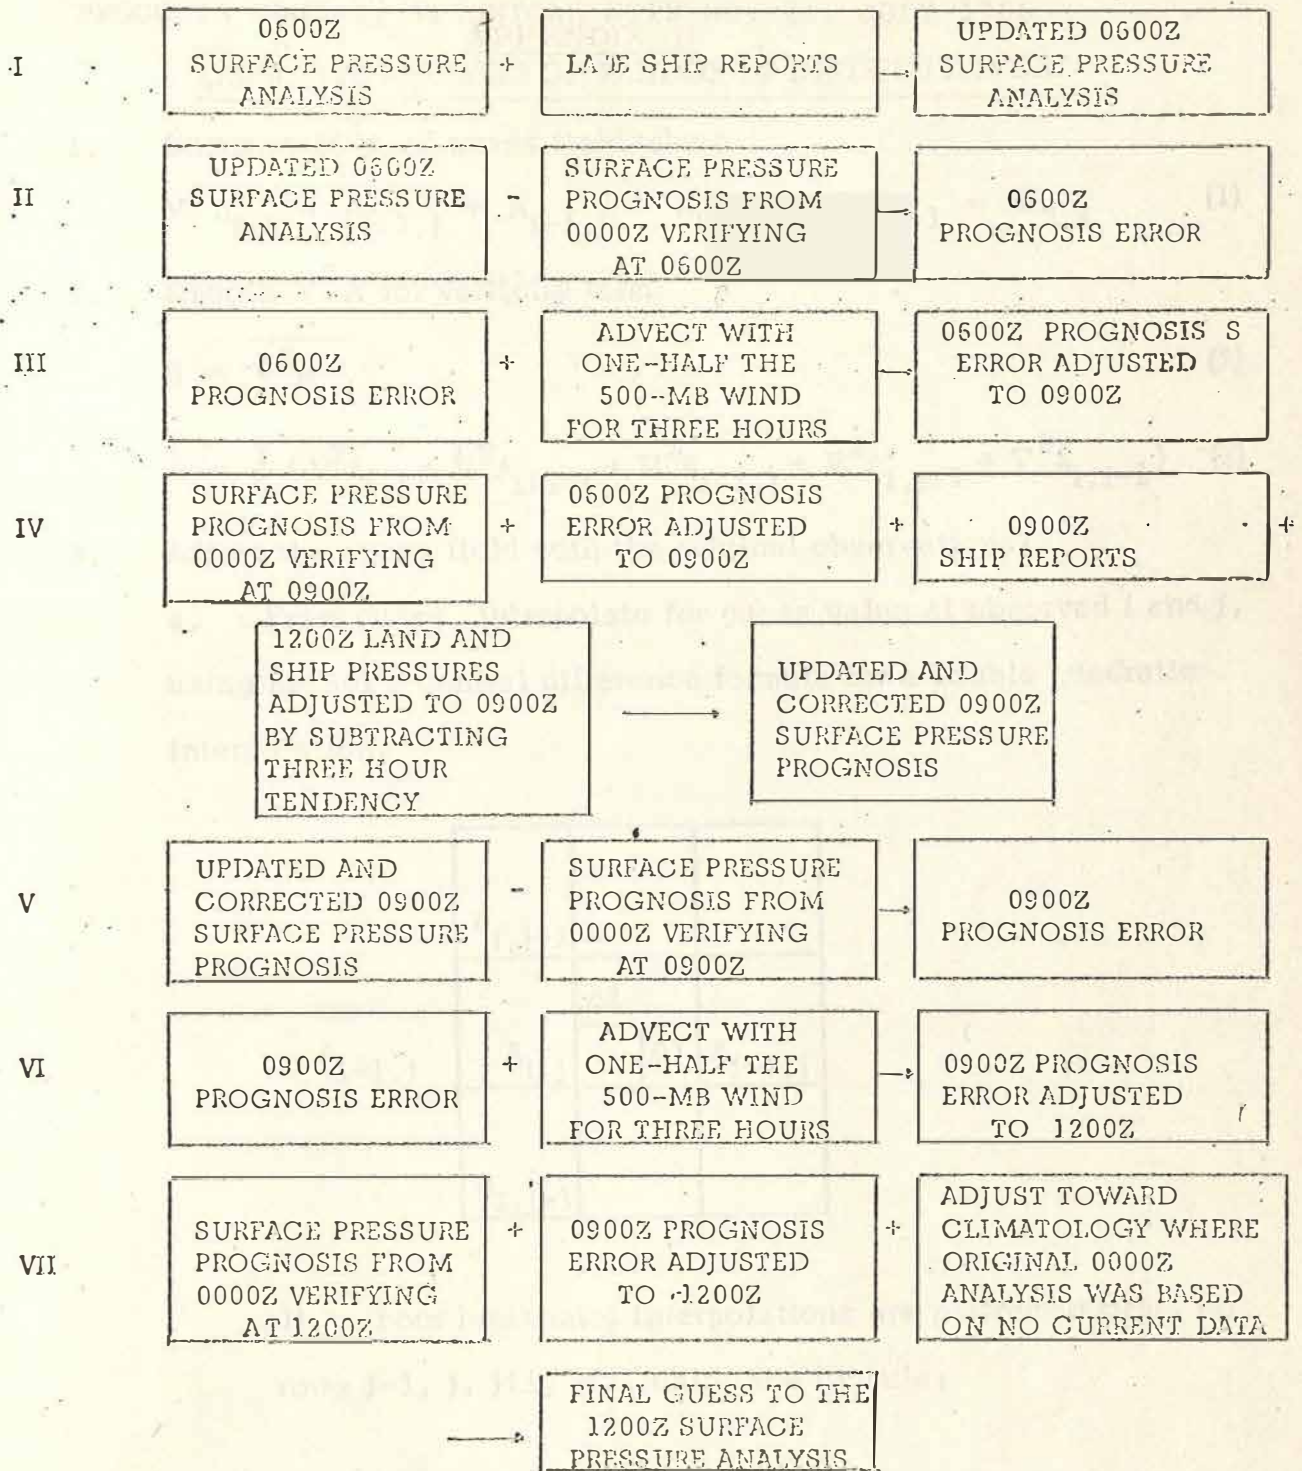 I
0600Z
SURFACE PRESSURE
ANALYSIS
+
LATE SHIP REPORTS
UPDATED 0600Z
SURFACE PRESSURE
ANALYSIS
II
UPDATED 0600Z
SURFACE PRESSURE
ANALYSIS
-
SURFACE PRESSURE
PROGNOSIS FROM
0000Z VERIFYING
AT 0600Z
0600Z
PROGNOSIS ERROR
(1)
III
0600Z
PROGNOSIS ERROR
+
ADVECT WITH
ONE-HALF THE
500-MB WIND
FOR THREE HOURS
0600Z PROGNOSIS S
ERROR ADJUSTED
TO 0900Z
IV
SURFACE PRESSURE
PROGNOSIS FROM
0000Z VERIFYING
AT 0900Z
+
0600Z PROGNOSIS
ERROR ADJUSTED
TO 0900Z
+
0900Z
SHIP REPORTS
+
1200Z LAND AND
SHIP PRESSURES
ADJUSTED TO 0900Z
BY SUBTRACTING
THREE HOUR
TENDENCY
UPDATED AND
CORRECTED 0900Z
SURFACE PRESSURE
PROGNOSIS
V
UPDATED AND
CORRECTED 0900Z
SURFACE PRESSURE
PROGNOSIS
-
SURFACE PRESSURE
PROGNOSIS FROM
0000Z VERIFYING
AT 0900Z
0900Z
PROGNOSIS ERROR
VI
0900Z
PROGNOSIS ERROR
+
ADVECT WITH
ONE-HALF THE
500-MB WIND
FOR THREE HOURS
0900Z PROGNOSIS
ERROR ADJUSTED
TO 1200Z
VII
SURFACE PRESSURE
PROGNOSIS FROM
0000Z VERIFYING
AT 1200Z
+
0900Z PROGNOSIS
ERROR ADJUSTED
TO 1200Z
+
ADJUST TOWARD
CLIMATOLOGY WHERE
ORIGINAL 0000Z
ANALYSIS WAS BASED
ON NO CURRENT DATA
FINAL GUESS TO THE
1200Z SURFACE
PRESSURE ANALYSIS